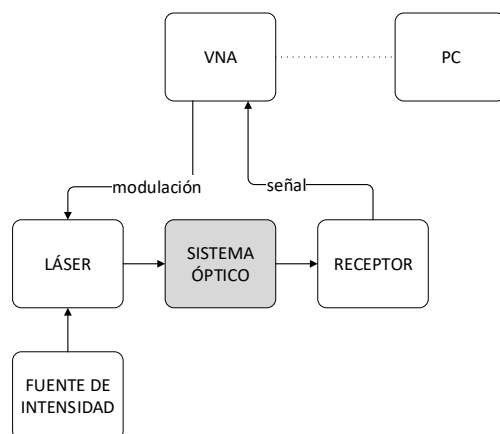 VNA
PC
modulación
señal
LÁSER
SISTEMA
ÓPTICO
RECEPTOR
FUENTE DE
INTENSIDAD